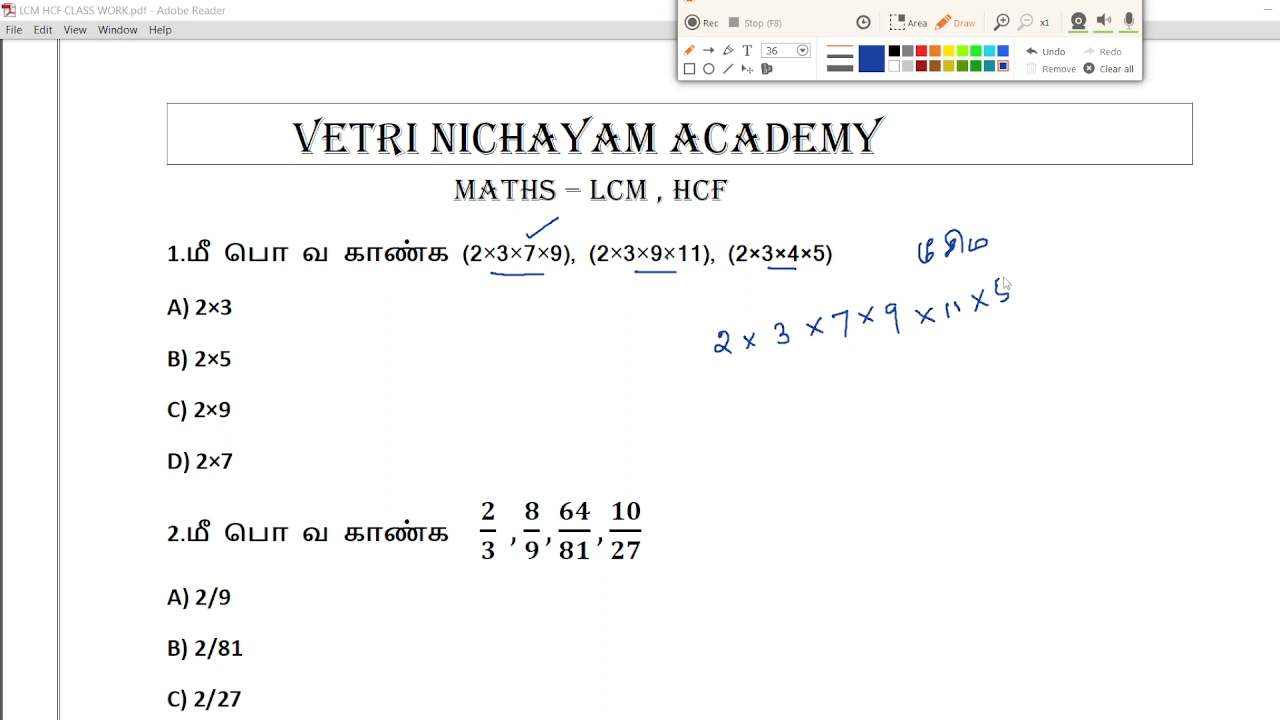 LCM HCF CLASS WORK.pdf - Adobe Reader
File Edit View Window Help
Rec Stop (F8) Area Draw x1
T 36 Undo Redo
Remove Clear all
VETRI NICHAYAM ACADEMY
MATHS – LCM , HCF
1.மீ பொ வ காண்க (2×3×7×9), (2×3×9×11), (2×3×4×5)
A) 2×3
2 × 3 × 7 × 9 × 11 × 5
B) 2×5
C) 2×9
D) 2×7
2.மீ பொ வ காண்க 2/3 , 8/9, 64/81, 10/27
A) 2/9
B) 2/81
C) 2/27